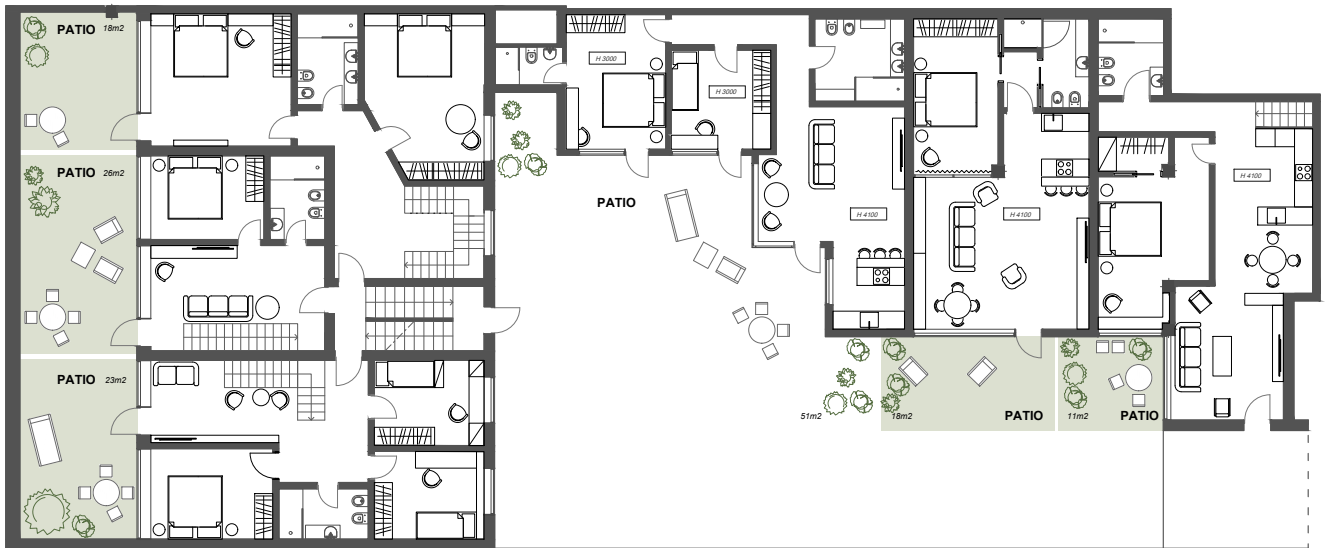 PATIO 18m2
H 3000
H 3000
PATIO 26m2
H 4100
PATIO
H 4100
H 4100
PATIO 23m2
51m2
18m2
PATIO
11m2
PATIO